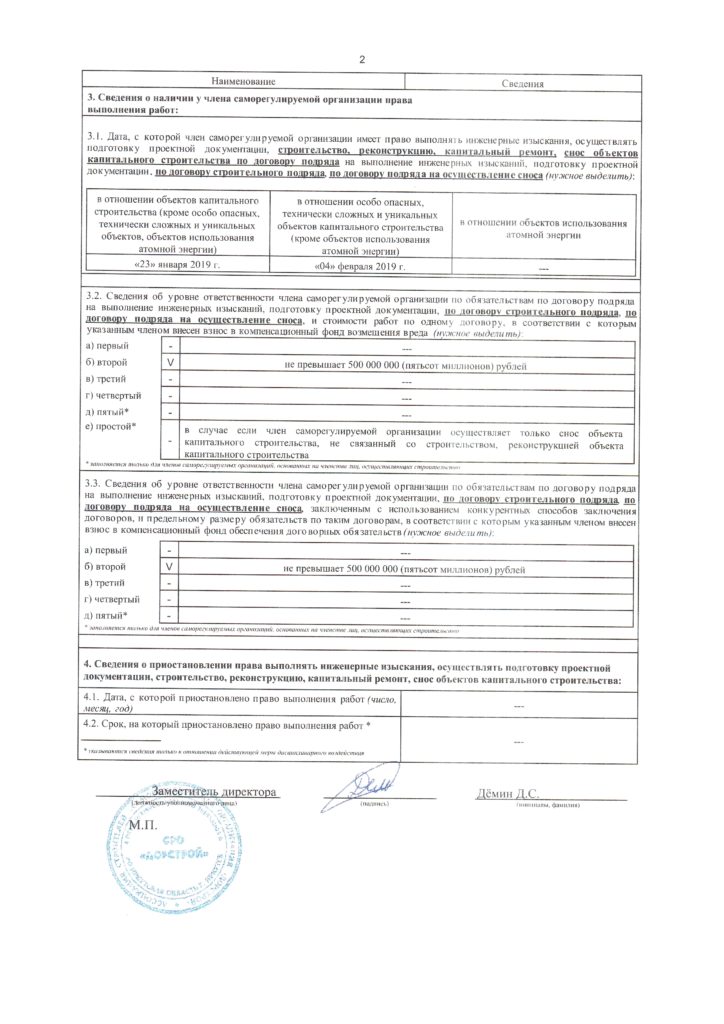 2
Наименование Сведения
3. Сведения о наличии у члена саморегулируемой организации права
выполнения работ:
3.1. Дата, с которой член саморегулируемой организации имеет право выполнять инженерные изыскания, осуществлять
подготовку проектной документации, строительство, реконструкцию, капитальный ремонт, снос объектов
капитального строительства по договору подряда на выполнение инженерных изысканий, подготовку проектной
документации, по договору строительного подряда, по договору подряда на осуществление сноса (нужное выделить):
в отношении объектов капитального
строительства (кроме особо опасных,
технически сложных и уникальных
объектов, объектов использования
атомной энергии)
в отношении особо опасных,
технически сложных и уникальных
объектов капитального строительства
(кроме объектов использования
атомной энергии)
в отношении объектов использования
атомной энергии
«23» января 2019 г. «04» февраля 2019 г. ---
3.2. Сведения об уровне ответственности члена саморегулируемой организации по обязательствам по договору подряда
на выполнение инженерных изысканий, подготовку проектной документации, по договору строительного подряда, по
договору подряда на осуществление сноса, и стоимости работ по одному договору, в соответствии с которым
указанным членом внесен взнос в компенсационный фонд возмещения вреда (нужное выделить):
а) первый - ---
б) второй V не превышает 500 000 000 (пятьсот миллионов) рублей
в) третий - ---
г) четвертый - ---
д) пятый* - ---
е) простой* - в случае если член саморегулируемой организации осуществляет только снос объекта
капитального строительства, не связанный со строительством, реконструкцией объекта
капитального строительства
* заполняется только для членов саморегулируемых организаций, основанных на членстве лиц, осуществляющих строительство
3.3. Сведения об уровне ответственности члена саморегулируемой организации по обязательствам по договору подряда
на выполнение инженерных изысканий, подготовку проектной документации, по договору строительного подряда, по
договору подряда на осуществление сноса, заключенным с использованием конкурентных способов заключения
договоров, и предельному размеру обязательств по таким договорам, в соответствии с которым указанным членом внесен
взнос в компенсационный фонд обеспечения договорных обязательств (нужное выделить):
а) первый - ---
б) второй V не превышает 500 000 000 (пятьсот миллионов) рублей
в) третий - ---
г) четвертый - ---
д) пятый* - ---
* заполняется только для членов саморегулируемых организаций, основанных на членстве лиц, осуществляющих строительство
4. Сведения о приостановлении права выполнять инженерные изыскания, осуществлять подготовку проектной
документации, строительство, реконструкцию, капитальный ремонт, снос объектов капитального строительства:
4.1. Дата, с которой приостановлено право выполнения работ (число,
месяц, год) ---
4.2. Срок, на который приостановлено право выполнения работ *
---
* указываются сведения только в отношении действующей меры дисциплинарного воздействия
Заместитель директора Дёмин Д.С.
(Должность уполномоченного лица) (подпись) (инициалы, фамилия)
М.П.
СРО
«ДОРСТРОЙ»